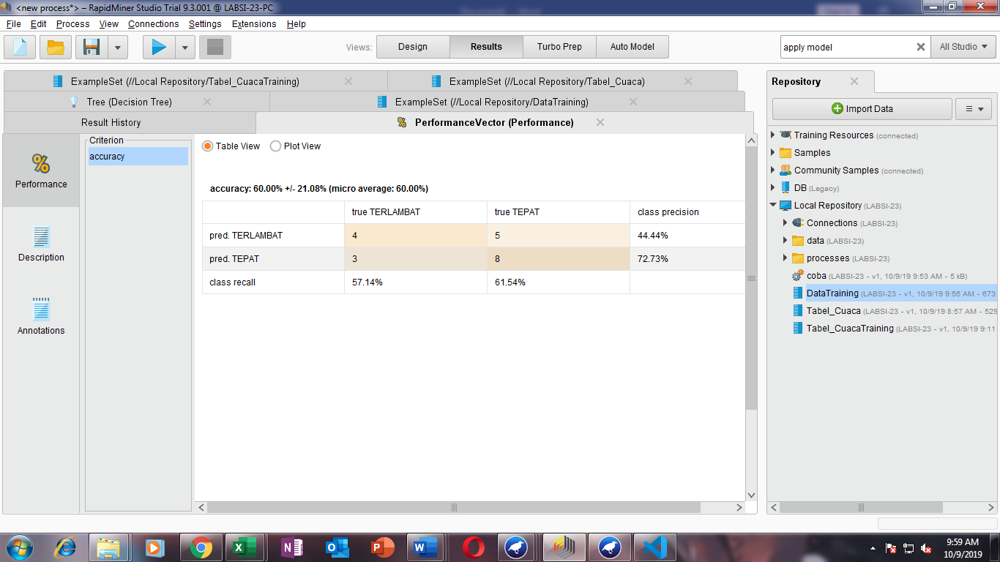 <new process*> – RapidMiner Studio Trial 9.3.001 @ LABSI-23-PC
File Edit Process View Connections Settings Extensions Help
Views: Design Results Turbo Prep Auto Model apply model All Studio
ExampleSet (//Local Repository/Tabel_CuacaTraining) ExampleSet (//Local Repository/Tabel_Cuaca)
Tree (Decision Tree) ExampleSet (//Local Repository/DataTraining)
Result History PerformanceVector (Performance)
Performance
Description
Annotations
Criterion
accuracy
Table View Plot View
accuracy: 60.00% +/- 21.08% (micro average: 60.00%)
true TERLAMBAT true TEPAT class precision
pred. TERLAMBAT 4 5 44.44%
pred. TEPAT 3 8 72.73%
class recall 57.14% 61.54%
Repository
Import Data
Training Resources (connected)
Samples
Community Samples (connected)
DB (Legacy)
Local Repository (LABSI-23)
Connections (LABSI-23)
data (LABSI-23)
processes (LABSI-23)
coba (LABSI-23 - v1, 10/9/19 9:53 AM - 5 kB)
DataTraining (LABSI-23 - v1, 10/9/19 9:56 AM - 673
Tabel_Cuaca (LABSI-23 - v1, 10/9/19 8:57 AM - 529
Tabel_CuacaTraining (LABSI-23 - v1, 10/9/19 9:11
9:59 AM
10/9/2019